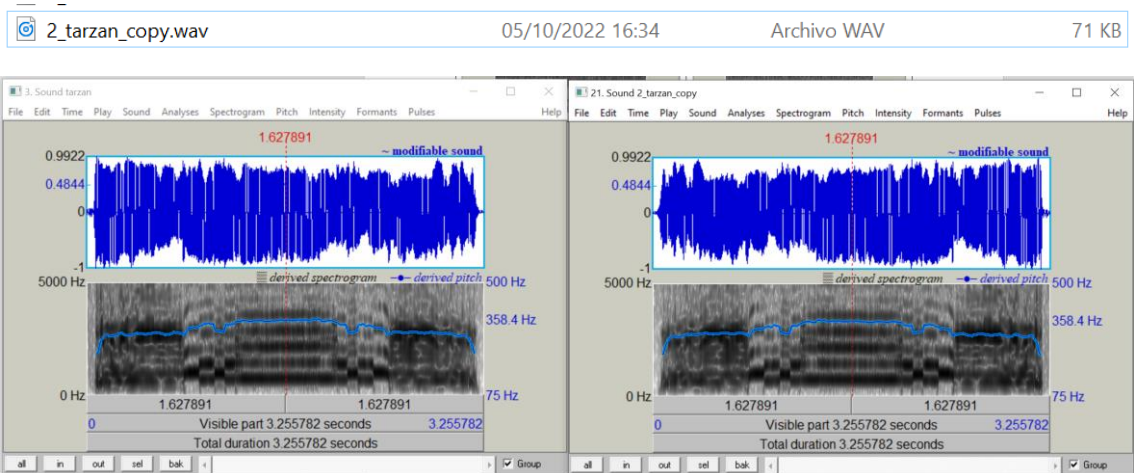 2_tarzan_copy.wav 05/10/2022 16:34 Archivo WAV 71 KB
3. Sound tarzan
File Edit Time Play Sound Analyses Spectrogram Pitch Intensity Formants Pulses Help
1.627891
0.9922
~ modifiable sound
0.4844
0
-1
derived spectrogram derived pitch
5000 Hz 500 Hz
358.4 Hz
0 Hz 75 Hz
1.627891 1.627891
0 Visible part 3.255782 seconds 3.255782
Total duration 3.255782 seconds
all in out sel bak Group
21. Sound 2_tarzan_copy
File Edit Time Play Sound Analyses Spectrogram Pitch Intensity Formants Pulses Help
1.627891
0.9922
~ modifiable sound
0.4844
0
-1
derived spectrogram derived pitch
5000 Hz 500 Hz
358.4 Hz
0 Hz 75 Hz
1.627891 1.627891
0 Visible part 3.255782 seconds 3.255782
Total duration 3.255782 seconds
all in out sel bak Group